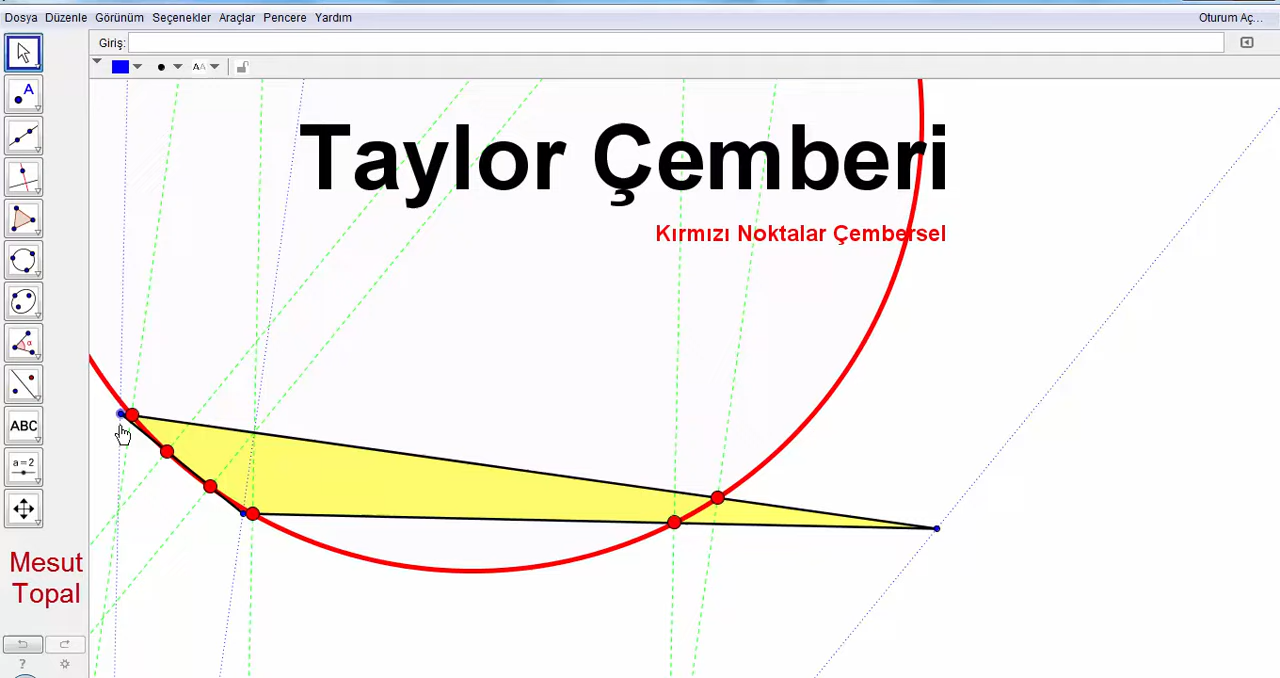 Dosya Düzenle Görünüm Seçenekler Araçlar Pencere Yardım Oturum Aç...
Giriş:
AA
A
α
ABC
a=2
Taylor Çemberi
Kırmızı Noktalar Çembersel
Mesut
Topal
?